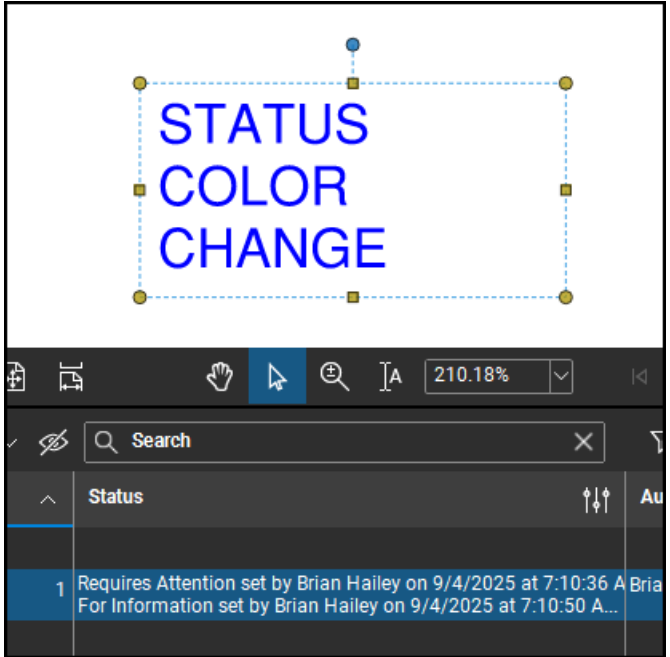 STATUS
COLOR
CHANGE
A
210.18%
Search
Status
Au
1
Requires Attention set by Brian Hailey on 9/4/2025 at 7:10:36 A
Bria
For Information set by Brian Hailey on 9/4/2025 at 7:10:50 A...